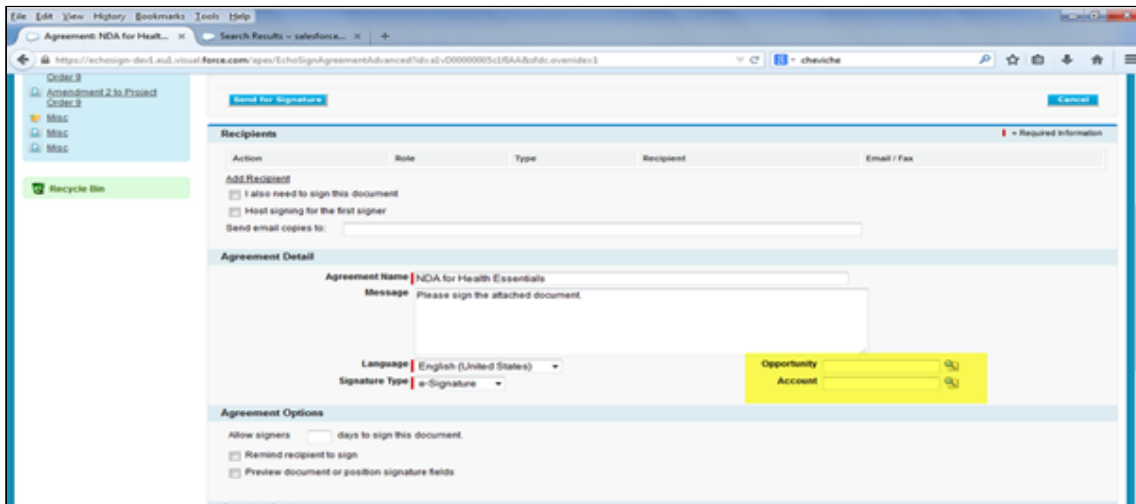 File Edit View History Bookmarks Tools Help
Agreement: NDA for Healt... × Search Results ~ salesforce... × +
https://echosign-dev1.eu1.visual.force.com/apex/EchoSignAgreementAdvanced? cheviche
Order 9
Amendment 2 to Project
Order 9
Misc
Misc
Misc
Recycle Bin
Send for Signature Cancel
Recipients = Required Information
Action Role Type Recipient Email / Fax
Add Recipient
I also need to sign this document
Host signing for the first signer
Send email copies to:
Agreement Detail
Agreement Name NDA for Health Essentials
Message Please sign the attached document.
Language English (United States) Opportunity
Signature Type e-Signature Account
Agreement Options
Allow signers days to sign this document.
Remind recipient to sign
Preview document or position signature fields